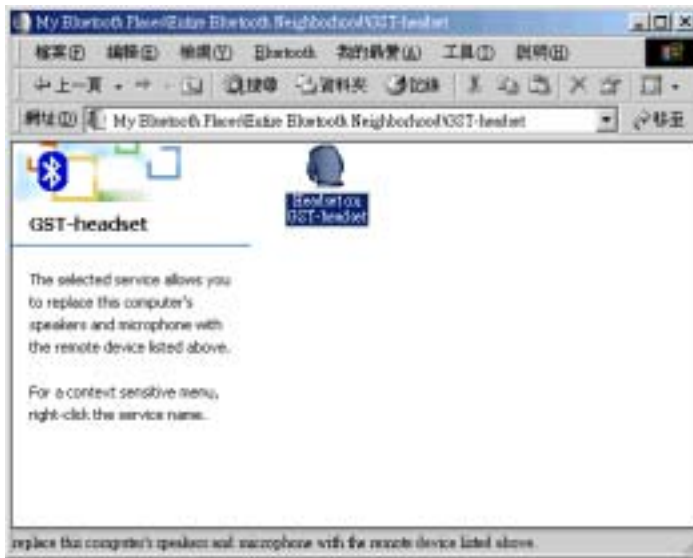 My Bluetooth Places\Entire Bluetooth Neighborhood\GST-headset
檔案(F) 編輯(E) 檢視(V) Bluetooth 我的最愛(A) 工具(T) 說明(H)
上一頁 搜尋 資料夾 記錄
網址(D) My Bluetooth Places\Entire Bluetooth Neighborhood\GST-headset 移至
Headset on
GST-headset
GST-headset
The selected service allows you
to replace this computer's
speakers and microphone with
the remote device listed above.
For a context sensitive menu,
right-click the service name.
replace this computer's speakers and microphone with the remote device listed above.